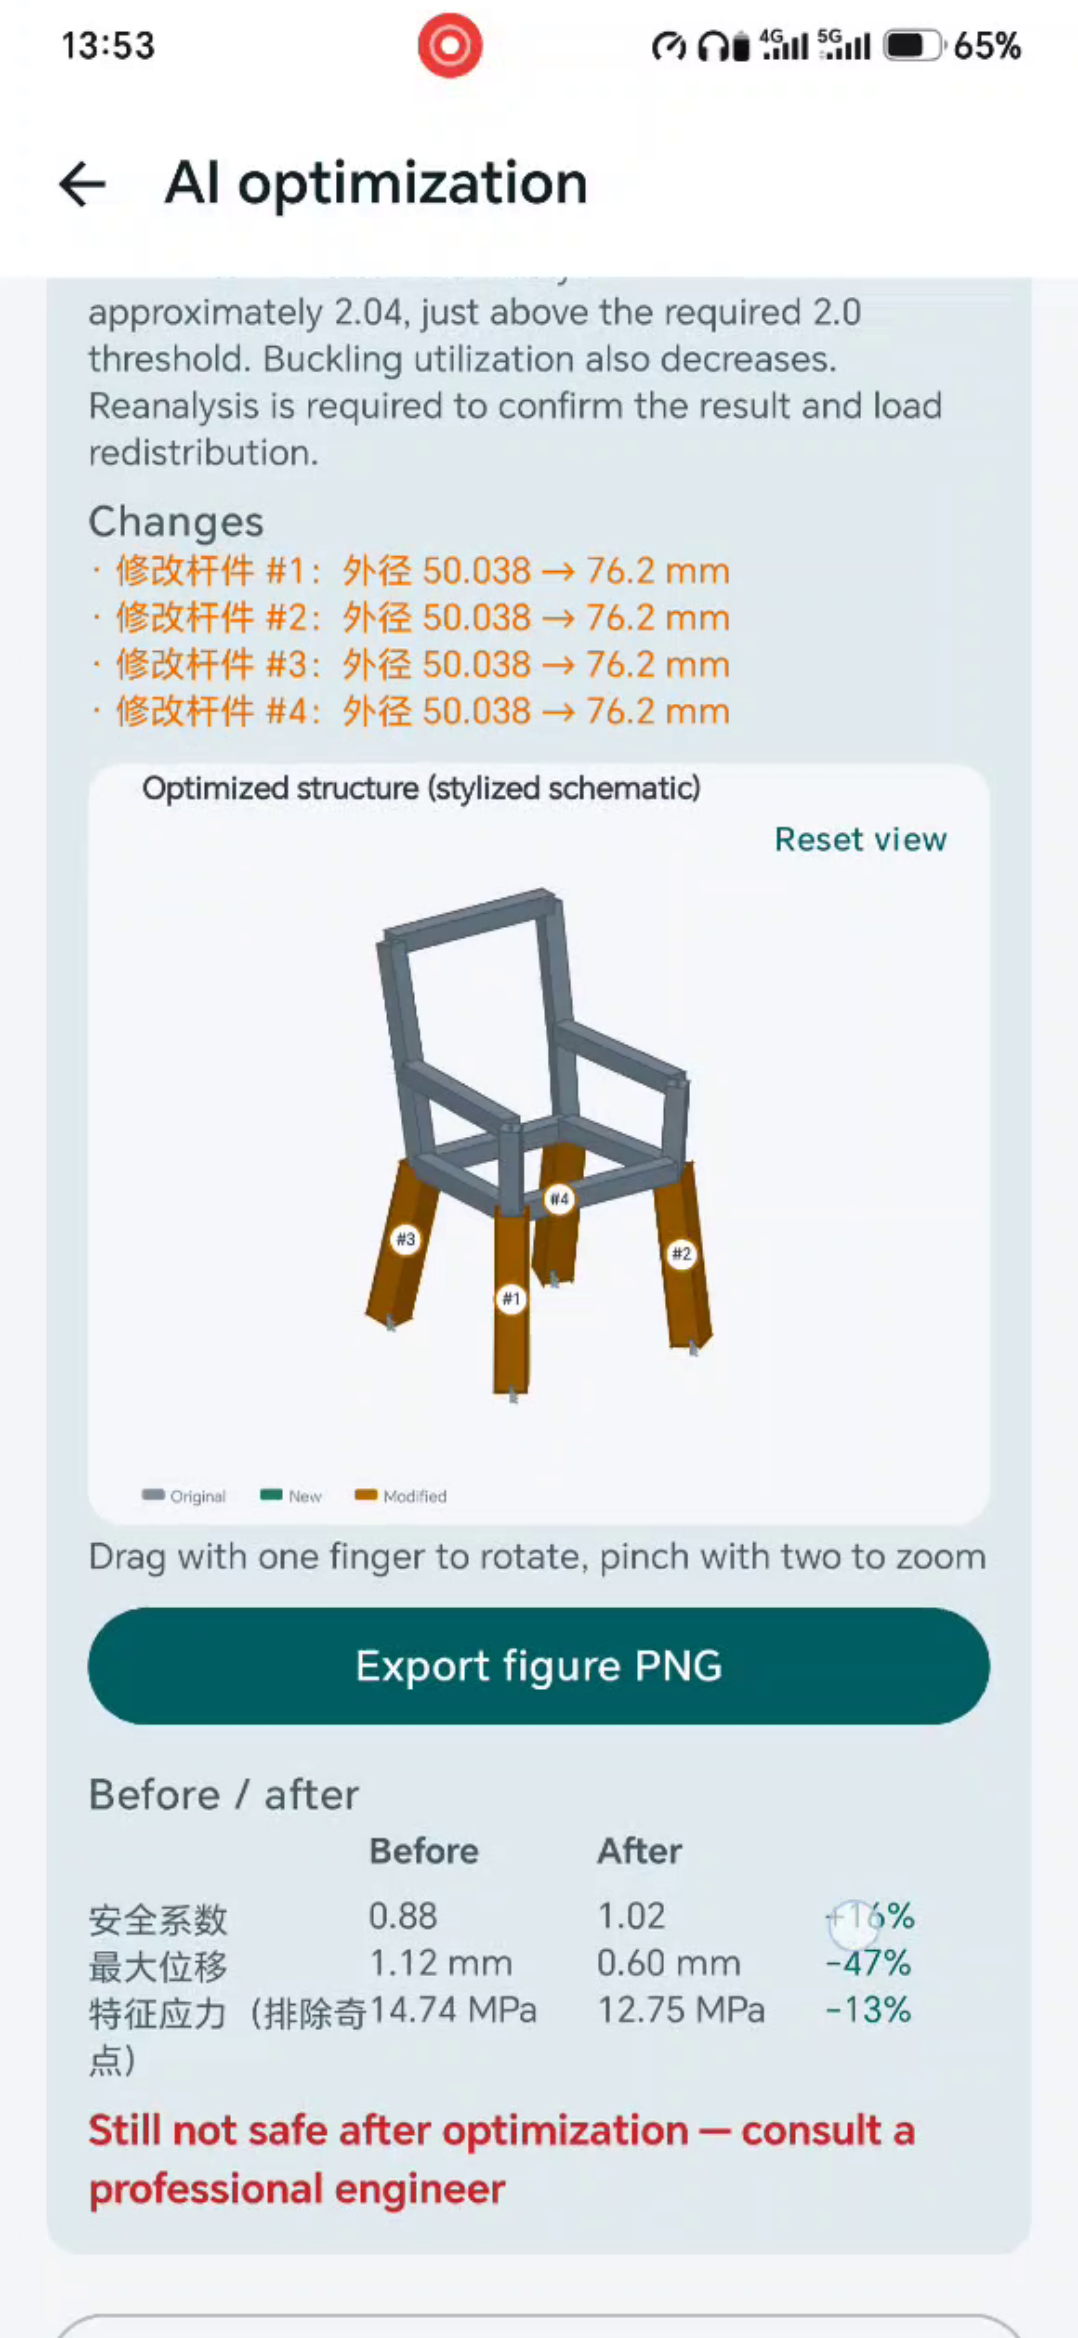 13:53
4G 5G 65%
AI optimization
approximately 2.04, just above the required 2.0
threshold. Buckling utilization also decreases.
Reanalysis is required to confirm the result and load
redistribution.
Changes
· 修改杆件 #1：外径 50.038 → 76.2 mm
· 修改杆件 #2：外径 50.038 → 76.2 mm
· 修改杆件 #3：外径 50.038 → 76.2 mm
· 修改杆件 #4：外径 50.038 → 76.2 mm
Optimized structure (stylized schematic)
Reset view
#4
#3
#2
#1
Original New Modified
Drag with one finger to rotate, pinch with two to zoom
Export figure PNG
Before / after
Before After
安全系数 0.88 1.02 +16%
最大位移 1.12 mm 0.60 mm -47%
特征应力（排除奇 14.74 MPa 12.75 MPa -13%
点）
Still not safe after optimization — consult a
professional engineer